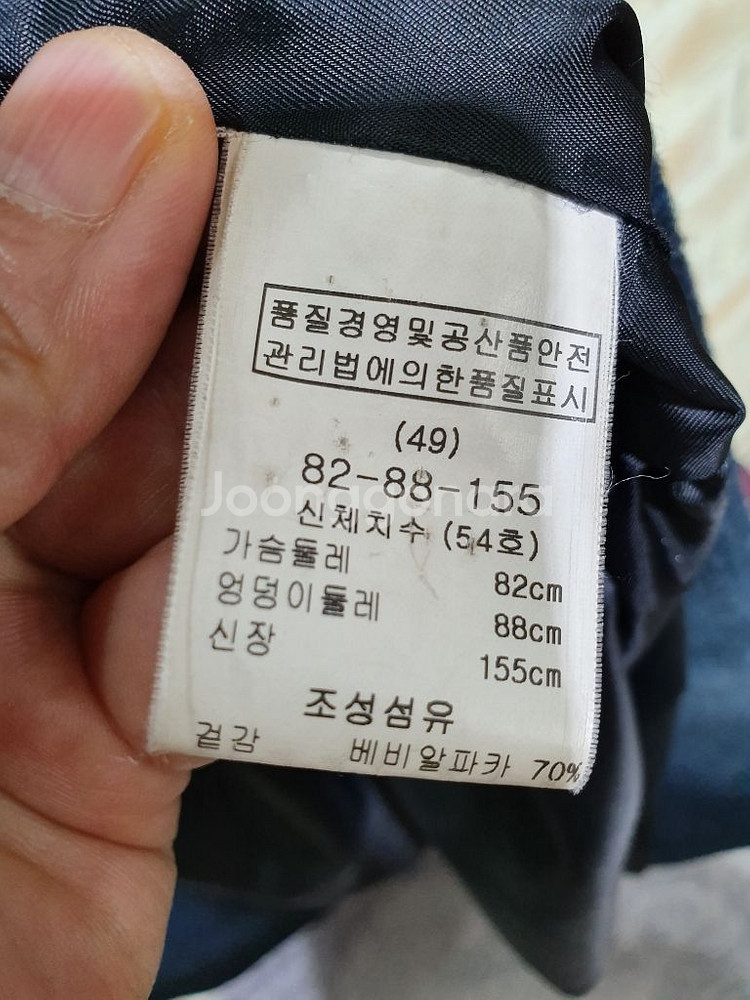 품질경영및공산품안전
관리법에의한품질표시
(49)
82-88-155
Joonggonara
신체치수 (54호)
가슴둘레 82cm
엉덩이둘레 88cm
신장 155cm
조성섬유
겉감 베비알파카 70%